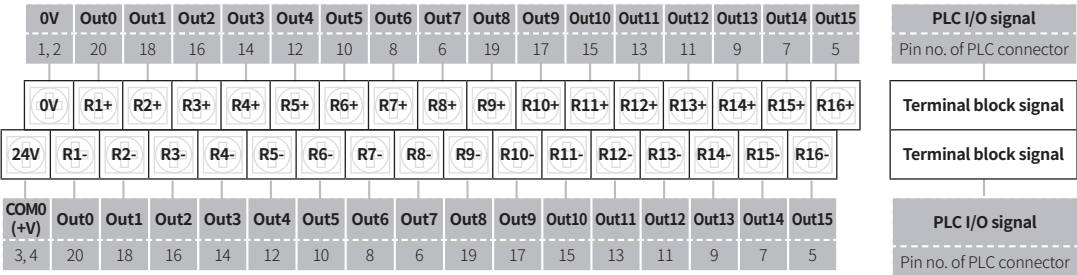 0V Out0 Out1 Out2 Out3 Out4 Out5 Out6 Out7 Out8 Out9 Out10 Out11 Out12 Out13 Out14 Out15 PLC I/O signal
1, 2 20 18 16 14 12 10 8 6 19 17 15 13 11 9 7 5 Pin no. of PLC connector
0V R1+ R2+ R3+ R4+ R5+ R6+ R7+ R8+ R9+ R10+ R11+ R12+ R13+ R14+ R15+ R16+ Terminal block signal
24V R1- R2- R3- R4- R5- R6- R7- R8- R9- R10- R11- R12- R13- R14- R15- R16- Terminal block signal
COM0 (+V) Out0 Out1 Out2 Out3 Out4 Out5 Out6 Out7 Out8 Out9 Out10 Out11 Out12 Out13 Out14 Out15 PLC I/O signal
3, 4 20 18 16 14 12 10 8 6 19 17 15 13 11 9 7 5 Pin no. of PLC connector